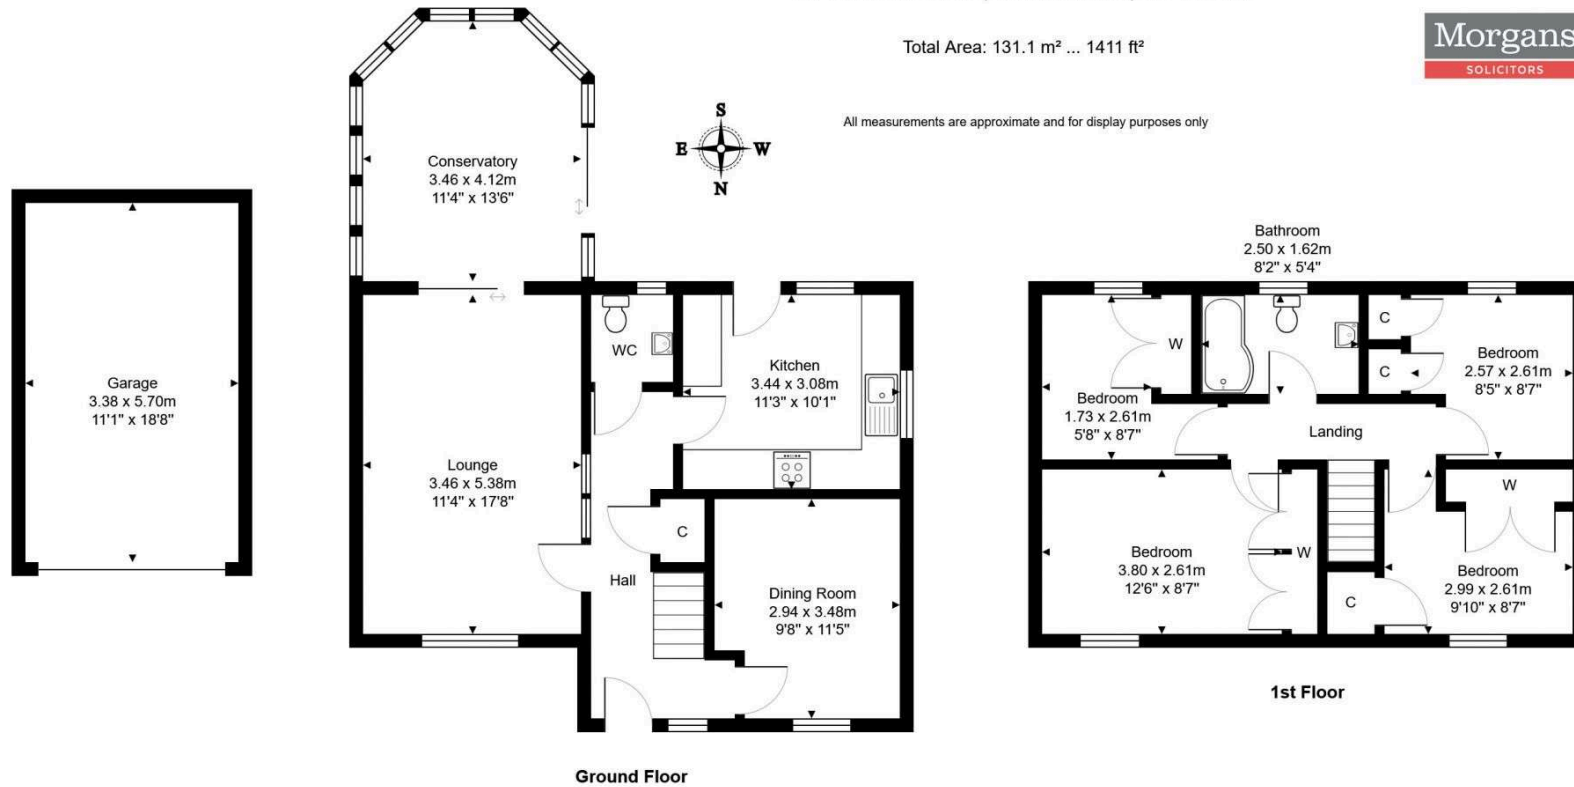 Total Area: 131.1 m² ... 1411 ft²
Morgans
SOLICITORS
All measurements are approximate and for display purposes only
S
E
W
N
Conservatory
3.46 x 4.12m
11'4" x 13'6"
Garage
3.38 x 5.70m
11'1" x 18'8"
WC
Kitchen
3.44 x 3.08m
11'3" x 10'1"
Lounge
3.46 x 5.38m
11'4" x 17'8"
C
Hall
Dining Room
2.94 x 3.48m
9'8" x 11'5"
Ground Floor
Bathroom
2.50 x 1.62m
8'2" x 5'4"
W
C
C
Bedroom
1.73 x 2.61m
5'8" x 8'7"
Bedroom
2.57 x 2.61m
8'5" x 8'7"
Landing
W
Bedroom
3.80 x 2.61m
12'6" x 8'7"
W
C
Bedroom
2.99 x 2.61m
9'10" x 8'7"
1st Floor